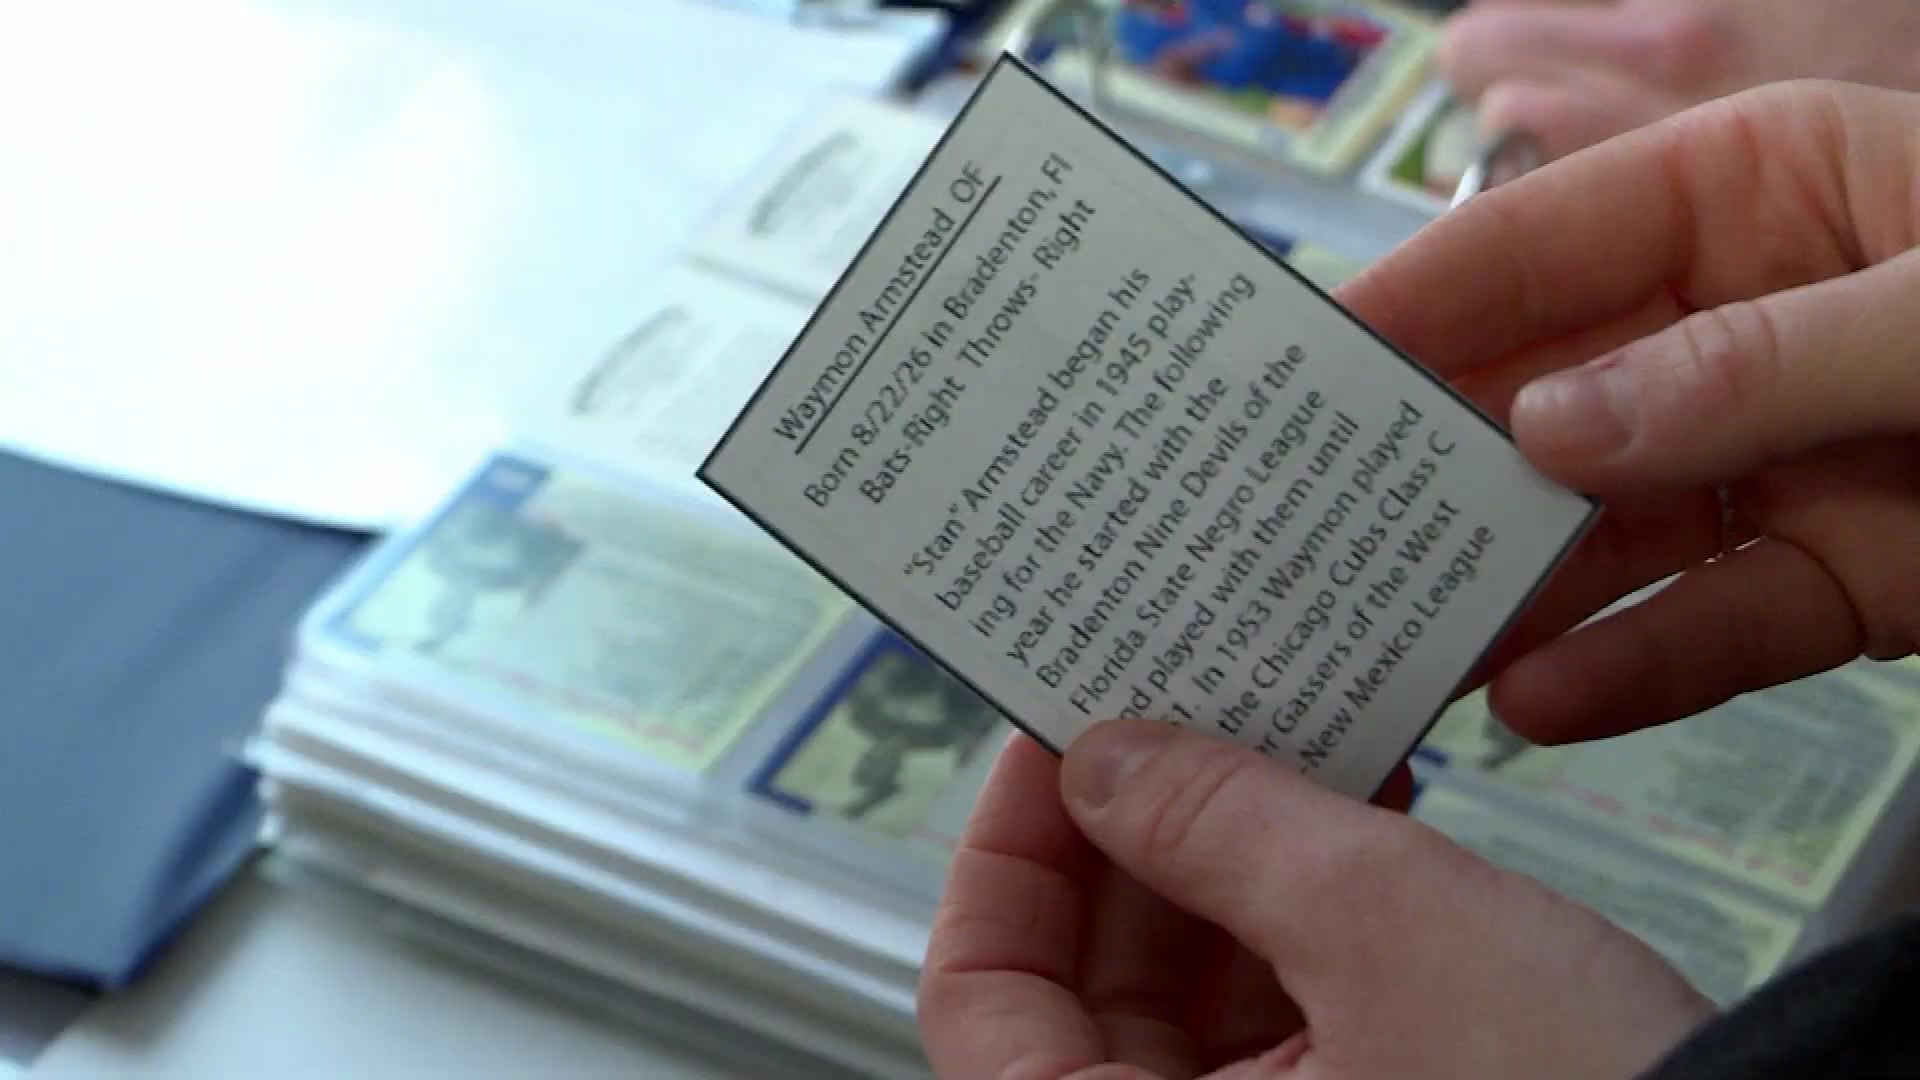 Waymon Armstead OF
Born 8/22/26 in Bradenton, Fl
Bats-Right Throws- Right
"Stan" Armstead began his
baseball career in 1945 play-
ing for the Navy. The following
year he started with the
Bradenton Nine Devils of the
Florida State Negro League
nd played with them until
51. In 1953 Waymon played
the Chicago Cubs Class C
Gassers of the West
-New Mexico League